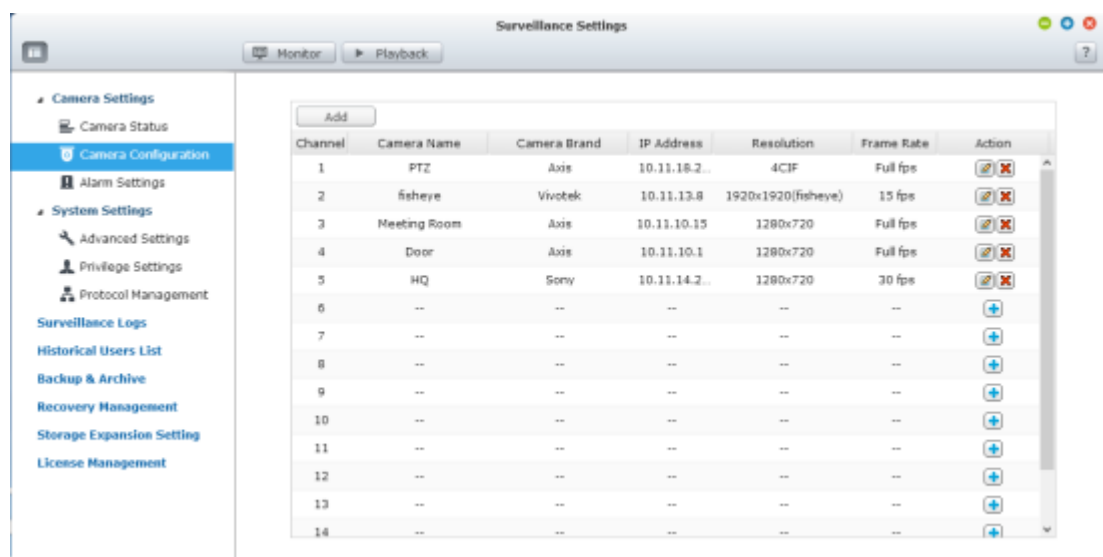 Surveillance Settings
Monitor Playback ?
Camera Settings
Camera Status
Camera Configuration
Alarm Settings
System Settings
Advanced Settings
Privilege Settings
Protocol Management
Surveillance Logs
Historical Users List
Backup & Archive
Recovery Management
Storage Expansion Setting
License Management
Add
Channel Camera Name Camera Brand IP Address Resolution Frame Rate Action
1 PTZ Axis 10.11.18.2... 4CIF Full fps
2 fisheye Vivotek 10.11.13.8 1920x1920(fisheye) 15 fps
3 Meeting Room Axis 10.11.10.15 1280x720 Full fps
4 Door Axis 10.11.10.1 1280x720 Full fps
5 HQ Sony 10.11.14.2... 1280x720 30 fps
6 -- -- -- -- --
7 -- -- -- -- --
8 -- -- -- -- --
9 -- -- -- -- --
10 -- -- -- -- --
11 -- -- -- -- --
12 -- -- -- -- --
13 -- -- -- -- --
14 -- -- -- -- --